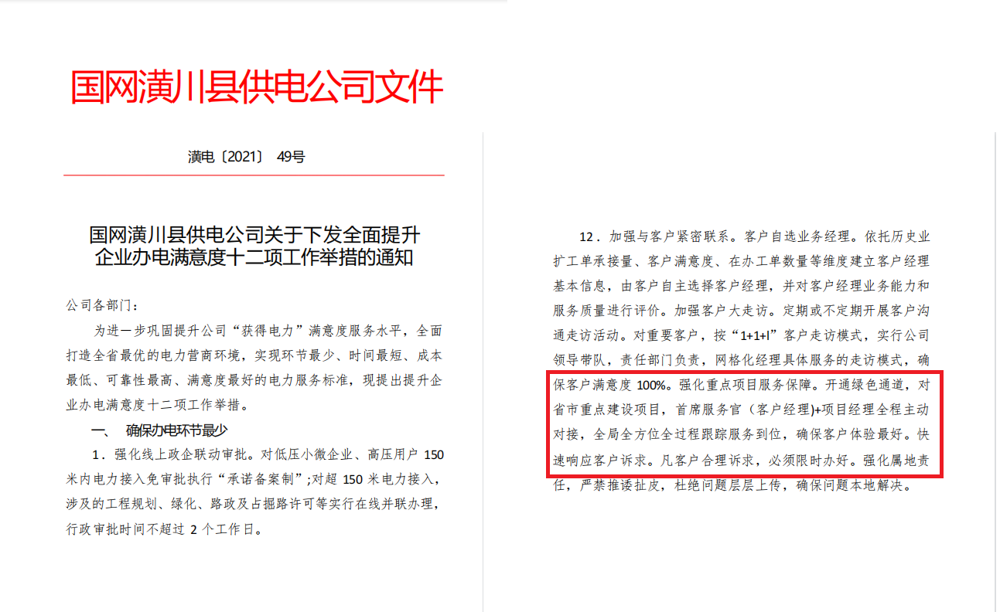 国网潢川县供电公司文件
潢电〔2021〕 49号
国网潢川县供电公司关于下发全面提升
企业办电满意度十二项工作举措的通知
公司各部门：
为进一步巩固提升公司“获得电力”满意度服务水平，全面
打造全省最优的电力营商环境，实现环节最少、时间最短、成本
最低、可靠性最高、满意度最好的电力服务标准，现提出提升企
业办电满意度十二项工作举措。
一、 确保办电环节最少
1．强化线上政企联动审批。对低压小微企业、高压用户 150
米内电力接入免审批执行“承诺备案制”;对超 150 米电力接入，
涉及的工程规划、绿化、路政及占掘路许可等实行在线并联办理，
行政审批时间不超过 2 个工作日。
12．加强与客户紧密联系。客户自选业务经理。依托历史业
扩工单承接量、客户满意度、在办工单数量等维度建立客户经理
基本信息，由客户自主选择客户经理，并对客户经理业务能力和
服务质量进行评价。加强客户大走访。定期或不定期开展客户沟
通走访活动。对重要客户，按“1+1+I”客户走访模式，实行公司
领导带队，责任部门负责，网格化经理具体服务的走访模式，确
保客户满意度 100%。强化重点项目服务保障。开通绿色通道，对
省市重点建设项目，首席服务官（客户经理)+项目经理全程主动
对接，全局全方位全过程跟踪服务到位，确保客户体验最好。快
速响应客户诉求。凡客户合理诉求，必须限时办好。强化属地责
任，严禁推诿扯皮，杜绝问题层层上传，确保问题本地解决。